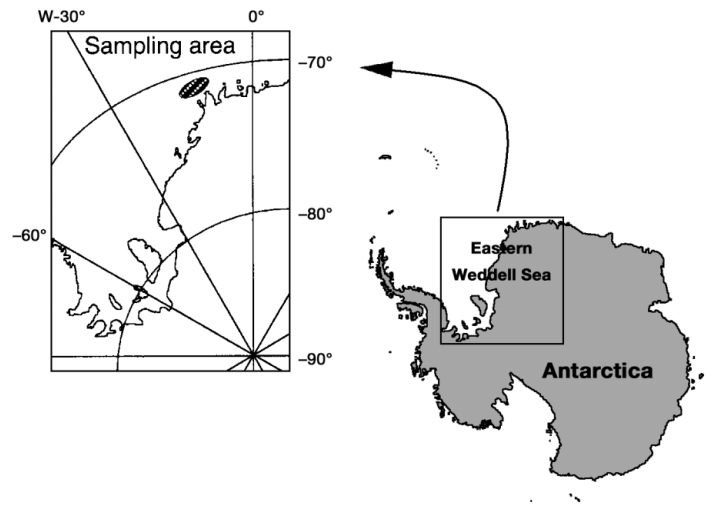 W-30° 0°
Sampling area
–70°
–80°
–60°
–90°
Eastern
Weddell Sea
Antarctica